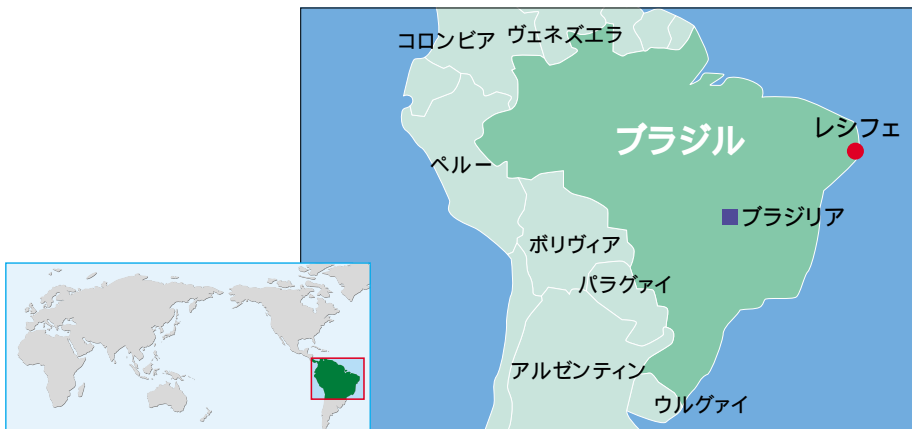 コロンビア
ヴェネズエラ
ブラジル
レシフェ
ペルー
ブラジリア
ボリヴィア
パラグァイ
アルゼンティン
ウルグァイ